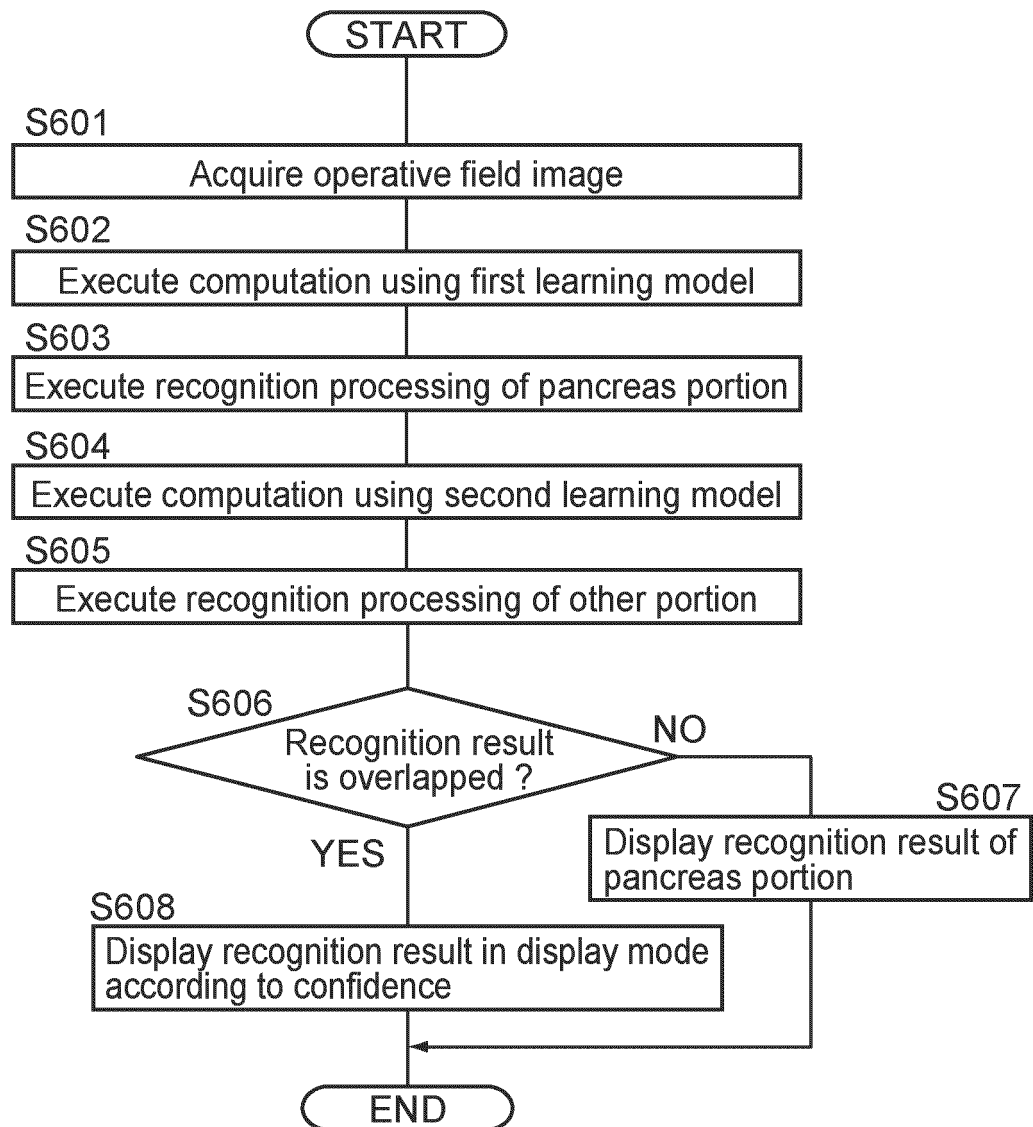 START
S601
Acquire operative field image
S602
Execute computation using first learning model
S603
Execute recognition processing of pancreas portion
S604
Execute computation using second learning model
S605
Execute recognition processing of other portion
S606
Recognition result
is overlapped ?
NO
YES
S607
Display recognition result of
pancreas portion
S608
Display recognition result in display mode
according to confidence
END